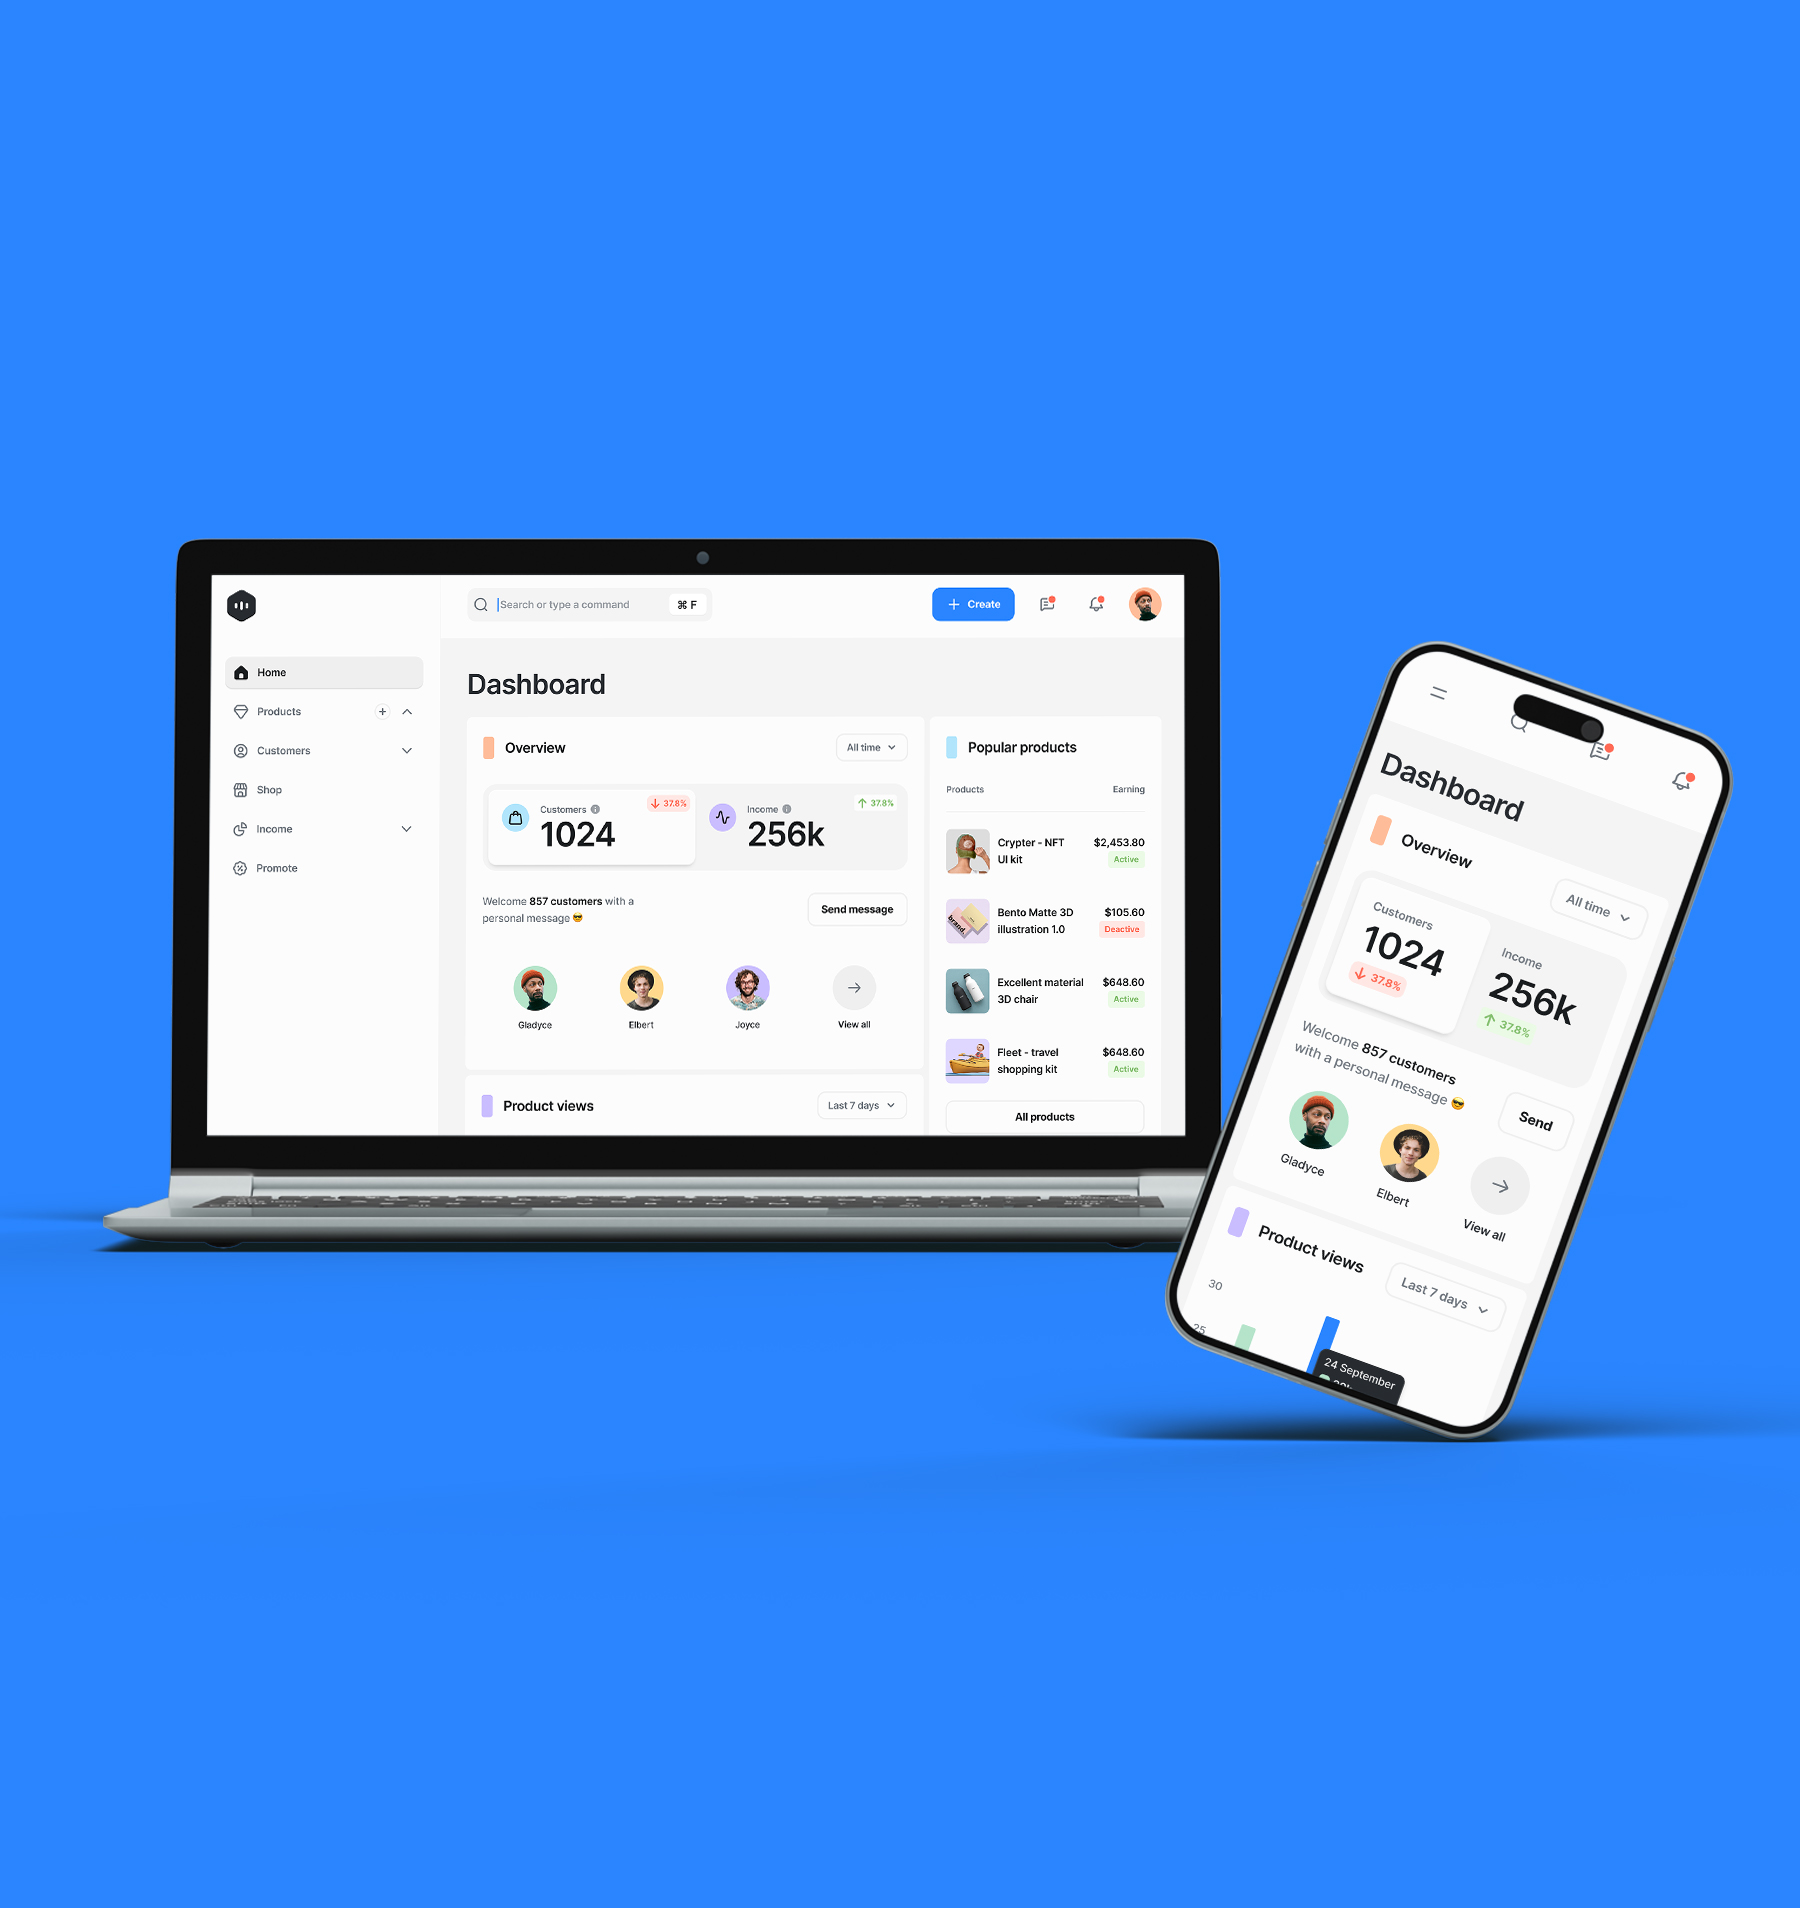 Search or type a command
⌘ F
+ Create
Home
Products
Customers
Shop
Income
Promote
Dashboard
Overview
All time
Customers
37.8%
1024
Income
37.8%
256k
Welcome 857 customers with a
personal message 😎
Send message
Gladyce
Elbert
Joyce
View all
Product views
Last 7 days
Popular products
Products
Earning
Crypter - NFT
UI kit
$2,453.80
Active
brand.
Bento Matte 3D
illustration 1.0
$105.60
Deactive
Excellent material
3D chair
$648.60
Active
Fleet - travel
shopping kit
$648.60
Active
All products
Dashboard
Overview
All time
Customers
1024
37.8%
Income
256k
37.8%
Welcome 857 customers
with a personal message 😎
Send
Gladyce
Elbert
View all
Product views
Last 7 days
30
25
24 September